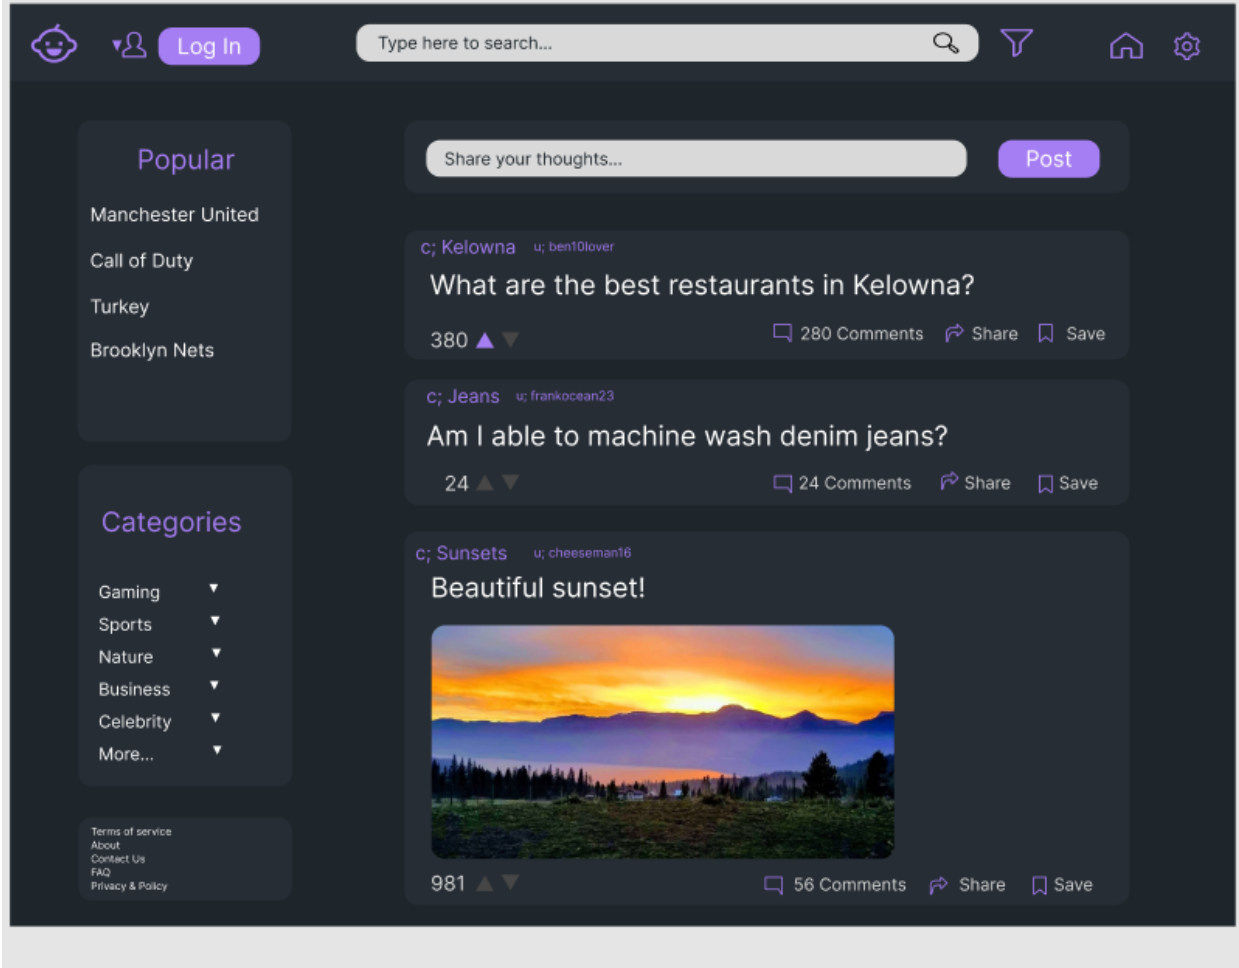 Log In
Type here to search...
Popular
Manchester United
Call of Duty
Turkey
Brooklyn Nets
Categories
Gaming
Sports
Nature
Business
Celebrity
More...
Terms of service
About
Contact Us
FAQ
Privacy & Policy
Share your thoughts... Post
c; Kelowna u; ben10lover
What are the best restaurants in Kelowna?
380 280 Comments Share Save
c; Jeans u; frankocean23
Am I able to machine wash denim jeans?
24 24 Comments Share Save
c; Sunsets u; cheeseman16
Beautiful sunset!
981 56 Comments Share Save